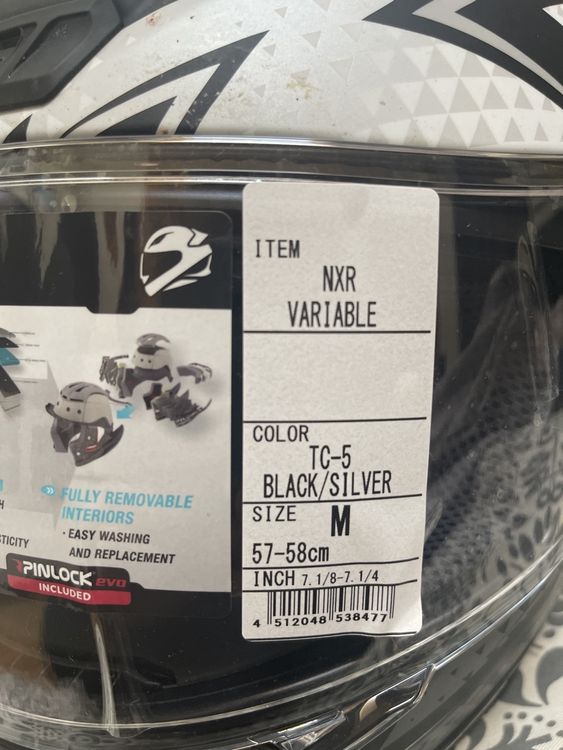 ITEM
NXR
VARIABLE
COLOR
TC-5
BLACK/SILVER
SIZE M
57-58cm
INCH 7.1/8-7.1/4
4 512048 538477
FULLY REMOVABLE
INTERIORS
· EASY WASHING
AND REPLACEMENT
PINLOCK evo
INCLUDED